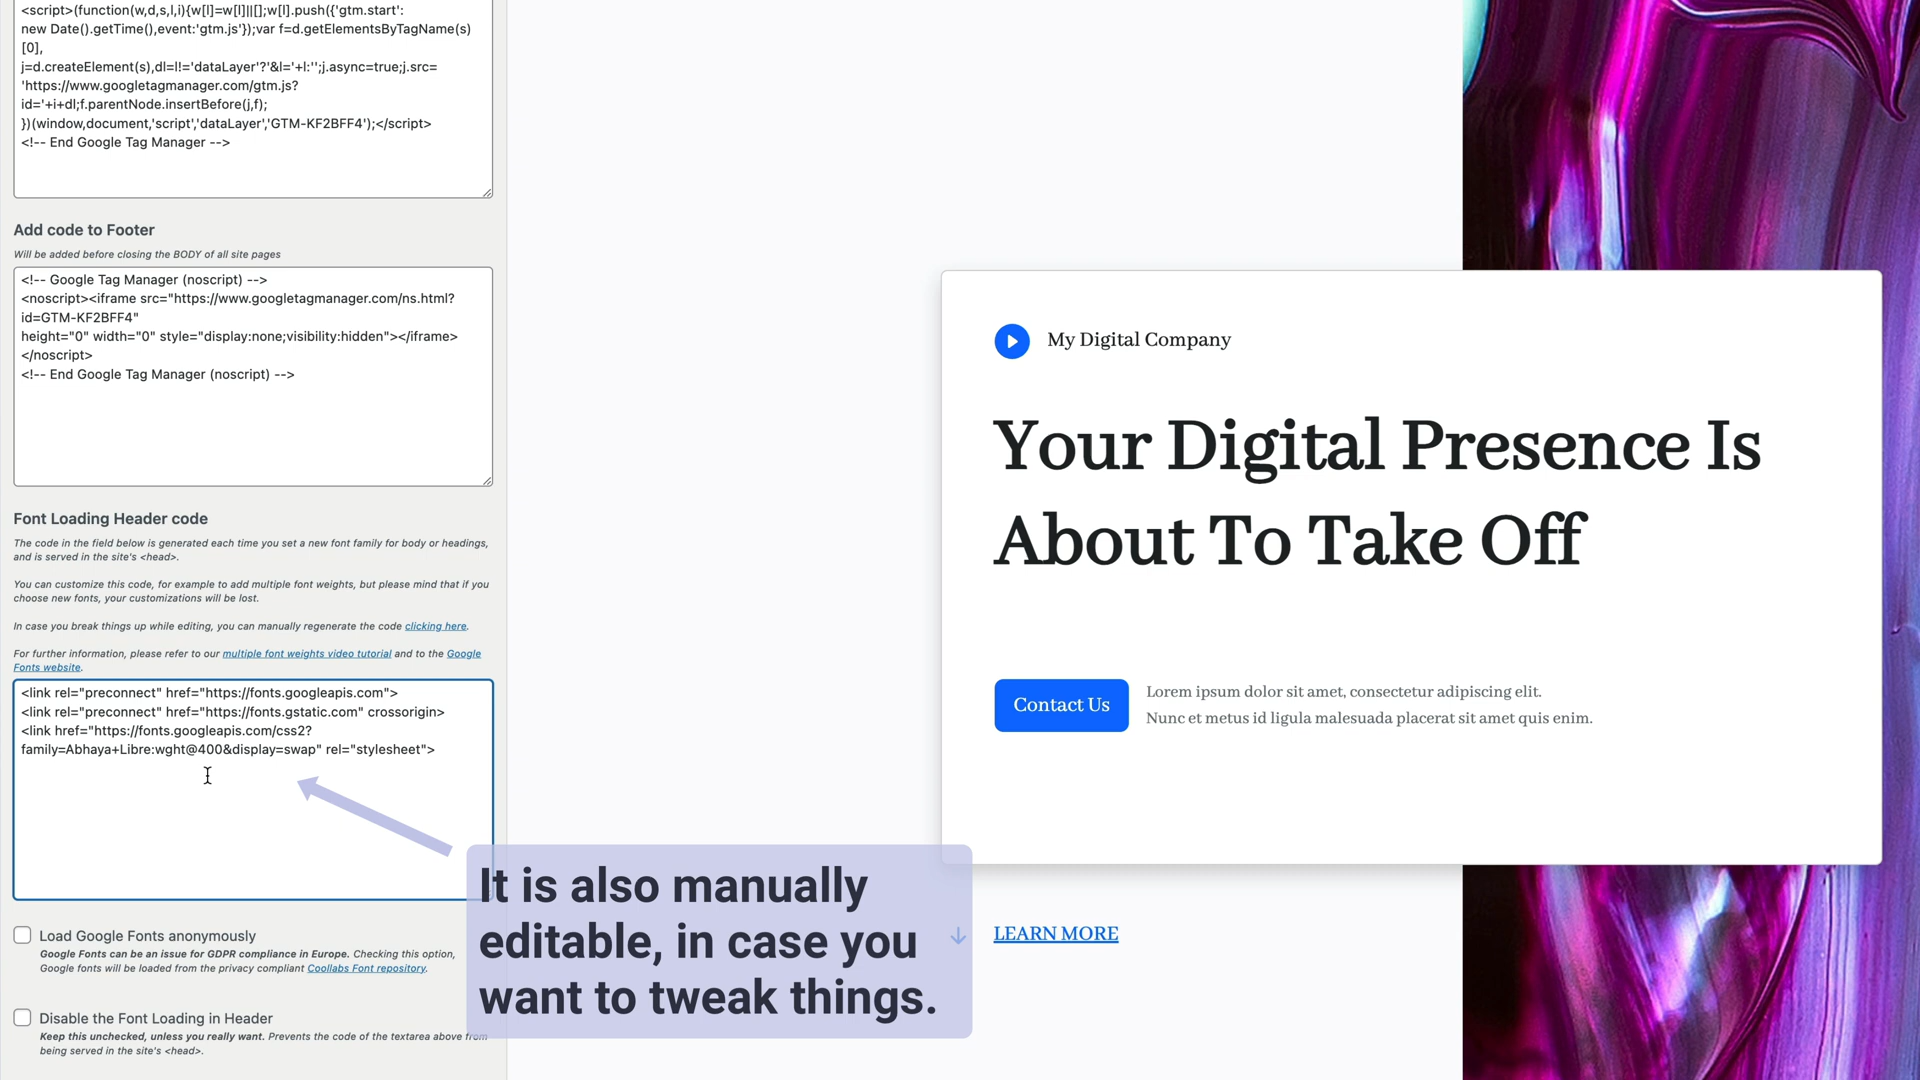 <script>(function(w,d,s,l,i){w[l]=w[l]||[];w[l].push({'gtm.start':
new Date().getTime(),event:'gtm.js'});var f=d.getElementsByTagName(s)
[0],
j=d.createElement(s),dl=l!='dataLayer'?'&l='+l:'';j.async=true;j.src=
'https://www.googletagmanager.com/gtm.js?
id='+i+dl;f.parentNode.insertBefore(j,f);
})(window,document,'script','dataLayer','GTM-KF2BFF4');</script>
<!-- End Google Tag Manager -->
Add code to Footer
Will be added before closing the BODY of all site pages
<!-- Google Tag Manager (noscript) -->
<noscript><iframe src="https://www.googletagmanager.com/ns.html?
id=GTM-KF2BFF4"
height="0" width="0" style="display:none;visibility:hidden"></iframe>
</noscript>
<!-- End Google Tag Manager (noscript) -->
Font Loading Header code
The code in the field below is generated each time you set a new font family for body or headings,
and is served in the site's <head>.
You can customize this code, for example to add multiple font weights, but please mind that if you
choose new fonts, your customizations will be lost.
In case you break things up while editing, you can manually regenerate the code clicking here.
For further information, please refer to our multiple font weights video tutorial and to the Google
Fonts website.
<link rel="preconnect" href="https://fonts.googleapis.com">
<link rel="preconnect" href="https://fonts.gstatic.com" crossorigin>
<link href="https://fonts.googleapis.com/css2?
family=Abhaya+Libre:wght@400&display=swap" rel="stylesheet">
Load Google Fonts anonymously
Google Fonts can be an issue for GDPR compliance in Europe. Checking this option,
Google fonts will be loaded from the privacy compliant Coollabs Font repository.
Disable the Font Loading in Header
Keep this unchecked, unless you really want. Prevents the code of the textarea above from
being served in the site's <head>.
It is also manually
editable, in case you
want to tweak things.
My Digital Company
Your Digital Presence Is
About To Take Off
Contact Us
Lorem ipsum dolor sit amet, consectetur adipiscing elit.
Nunc et metus id ligula malesuada placerat sit amet quis enim.
LEARN MORE